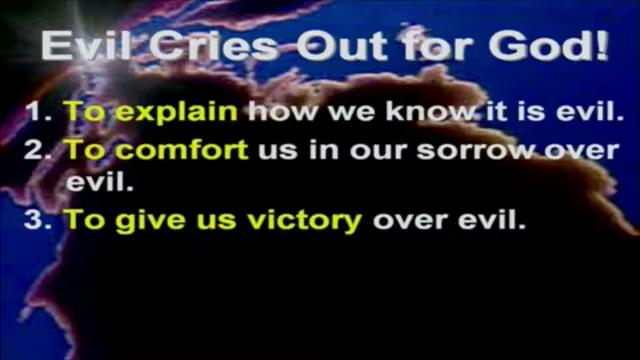 Evil Cries Out for God!
1. To explain how we know it is evil.
2. To comfort us in our sorrow over
evil.
3. To give us victory over evil.